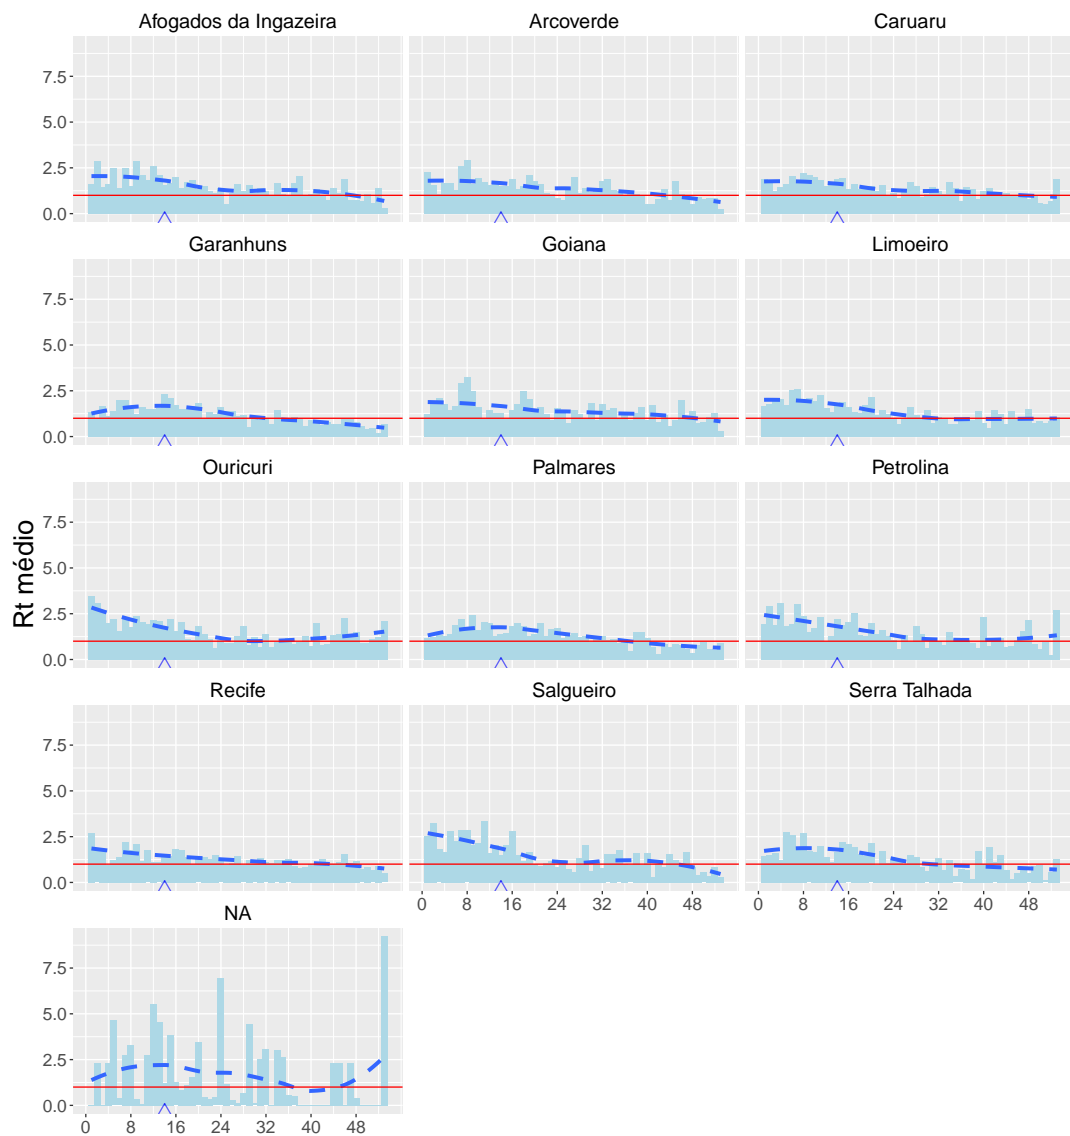 Afogados da Ingazeira Arcoverde Caruaru
7.5
5.0
2.5
0.0
Garanhuns Goiana Limoeiro
7.5
5.0
2.5
0.0
Ouricuri Palmares Petrolina
7.5
5.0
2.5
0.0
Rt médio
Recife Salgueiro Serra Talhada
7.5
5.0
2.5
0.0
0 8 16 24 32 40 48 0 8 16 24 32 40 48
NA
7.5
5.0
2.5
0.0
0 8 16 24 32 40 48